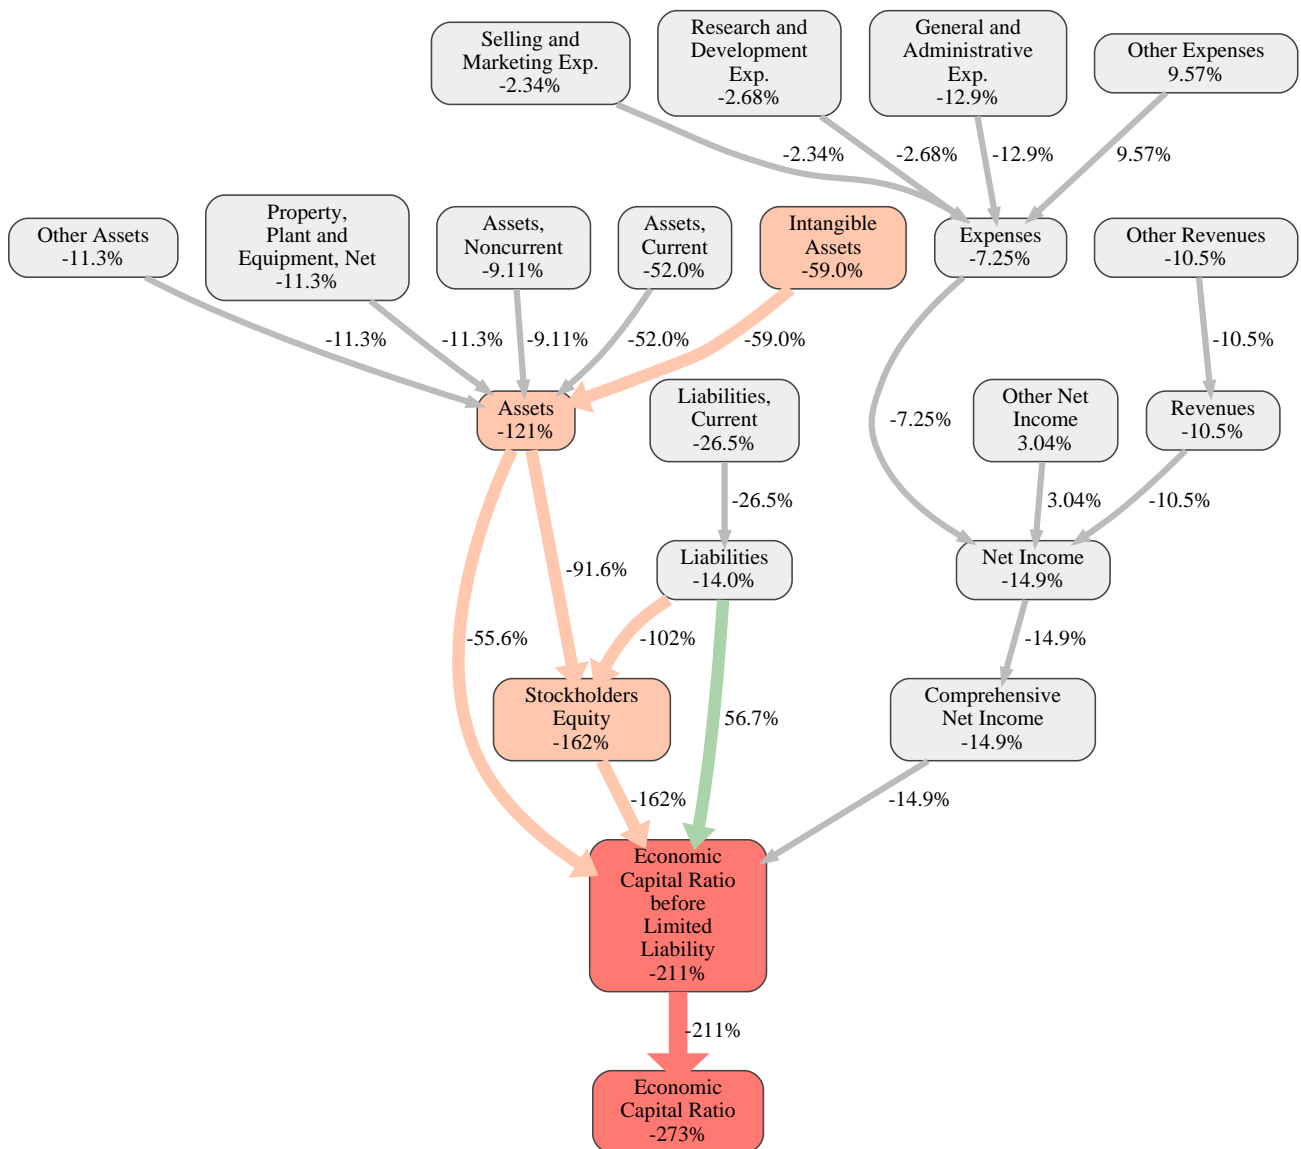 Selling and
Marketing Exp.
-2.34%
Research and
Development
Exp.
-2.68%
General and
Administrative
Exp.
-12.9%
Other Expenses
9.57%
-2.34%
-2.68%
-12.9%
9.57%
Other Assets
-11.3%
Property,
Plant and
Equipment, Net
-11.3%
Assets,
Noncurrent
-9.11%
Assets,
Current
-52.0%
Intangible
Assets
-59.0%
Expenses
-7.25%
Other Revenues
-10.5%
-11.3%
-11.3%
-9.11%
-52.0%
-59.0%
-10.5%
Assets
-121%
Liabilities,
Current
-26.5%
-7.25%
Other Net
Income
3.04%
Revenues
-10.5%
-26.5%
3.04%
-10.5%
-91.6%
Liabilities
-14.0%
Net Income
-14.9%
-55.6%
-102%
-14.9%
Stockholders
Equity
-162%
56.7%
Comprehensive
Net Income
-14.9%
-162%
-14.9%
Economic
Capital Ratio
before
Limited
Liability
-211%
-211%
Economic
Capital Ratio
-273%